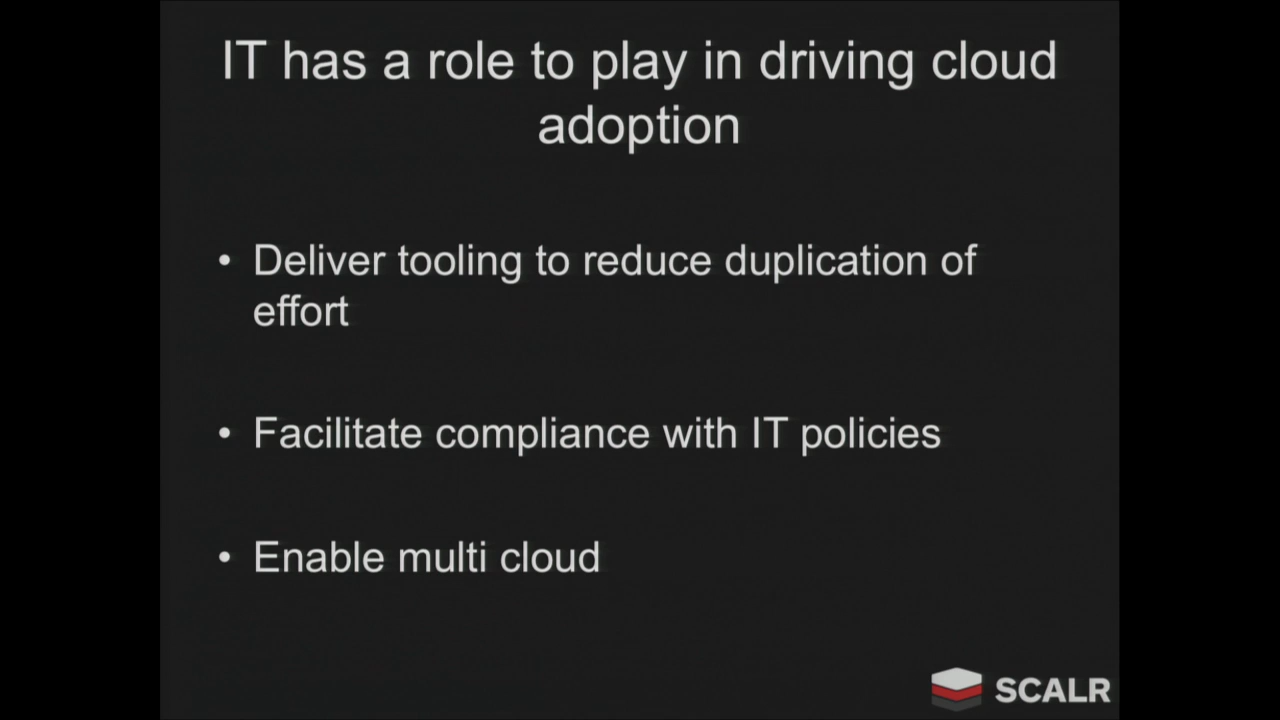 IT has a role to play in driving cloud
adoption
• Deliver tooling to reduce duplication of
effort
• Facilitate compliance with IT policies
• Enable multi cloud
SCALR